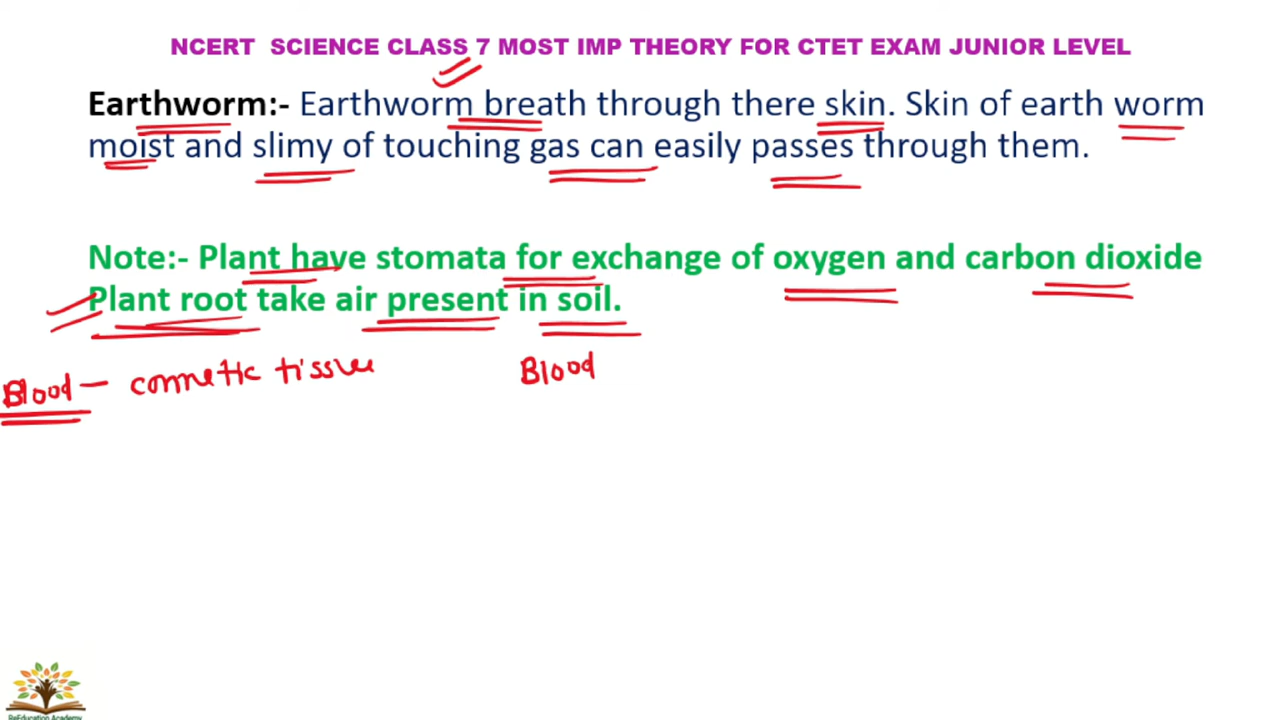 NCERT SCIENCE CLASS 7 MOST IMP THEORY FOR CTET EXAM JUNIOR LEVEL
Earthworm:- Earthworm breath through there skin. Skin of earth worm
moist and slimy of touching gas can easily passes through them.
Note:- Plant have stomata for exchange of oxygen and carbon dioxide
Plant root take air present in soil.
Blood – connetic tissue
Blood
ReEducation Academy